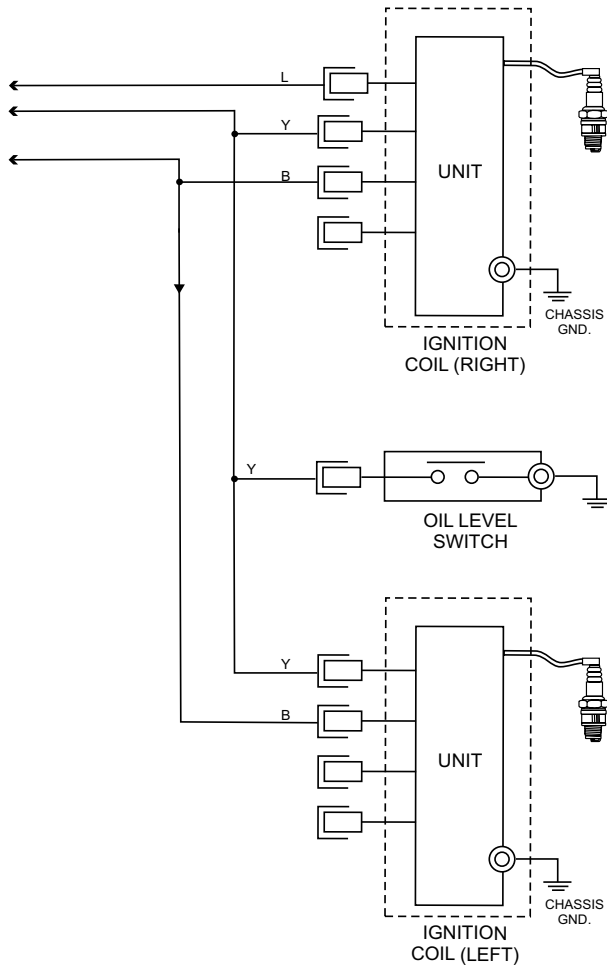 L
Y
B
UNIT
CHASSIS
GND.
IGNITION
COIL (RIGHT)
Y
OIL LEVEL
SWITCH
Y
B
UNIT
CHASSIS
GND.
IGNITION
COIL (LEFT)